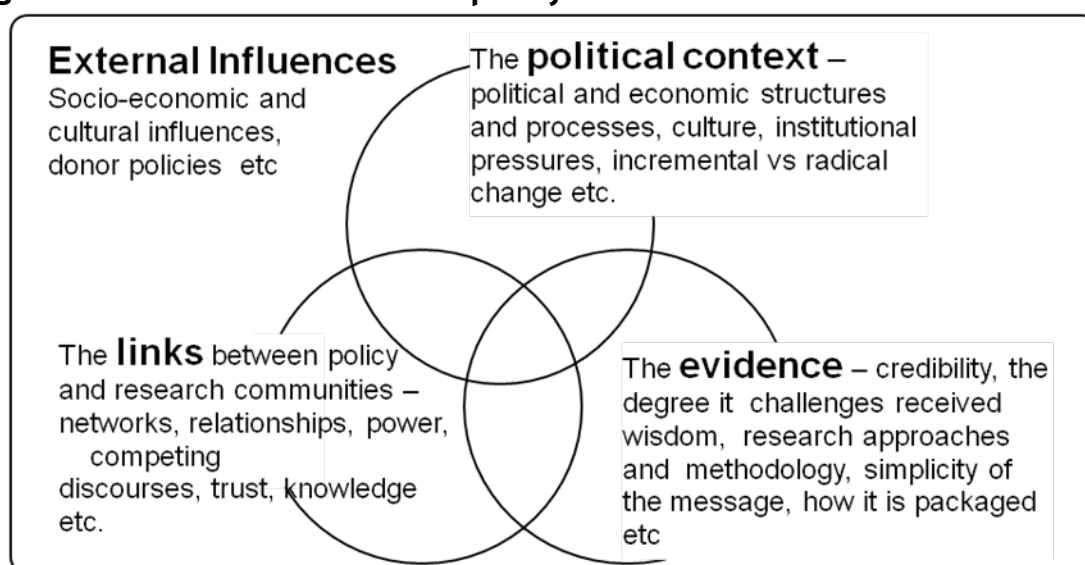 External Influences
Socio-economic and
cultural influences,
donor policies etc
The political context –
political and economic structures
and processes, culture, institutional
pressures, incremental vs radical
change etc.
The links between policy
and research communities –
networks, relationships, power,
competing
discourses, trust, knowledge
etc.
The evidence – credibility, the
degree it challenges received
wisdom, research approaches
and methodology, simplicity of
the message, how it is packaged
etc